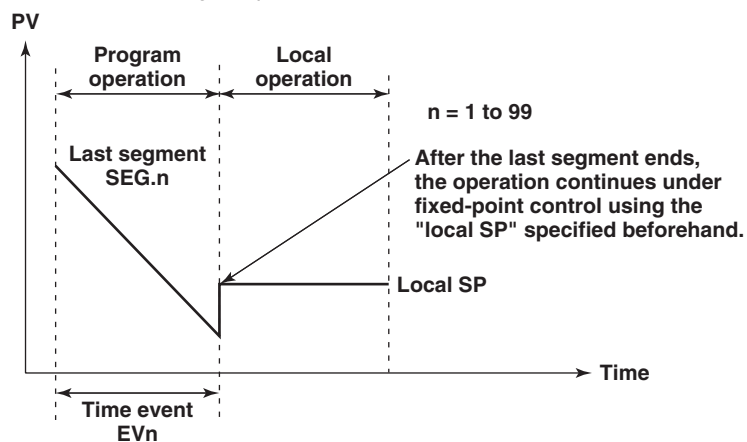 PV
Program
operation
Local
operation
n = 1 to 99
Last segment
SEG.n
After the last segment ends,
the operation continues under
fixed-point control using the
"local SP" specified beforehand.
Local SP
Time
Time event
EVn